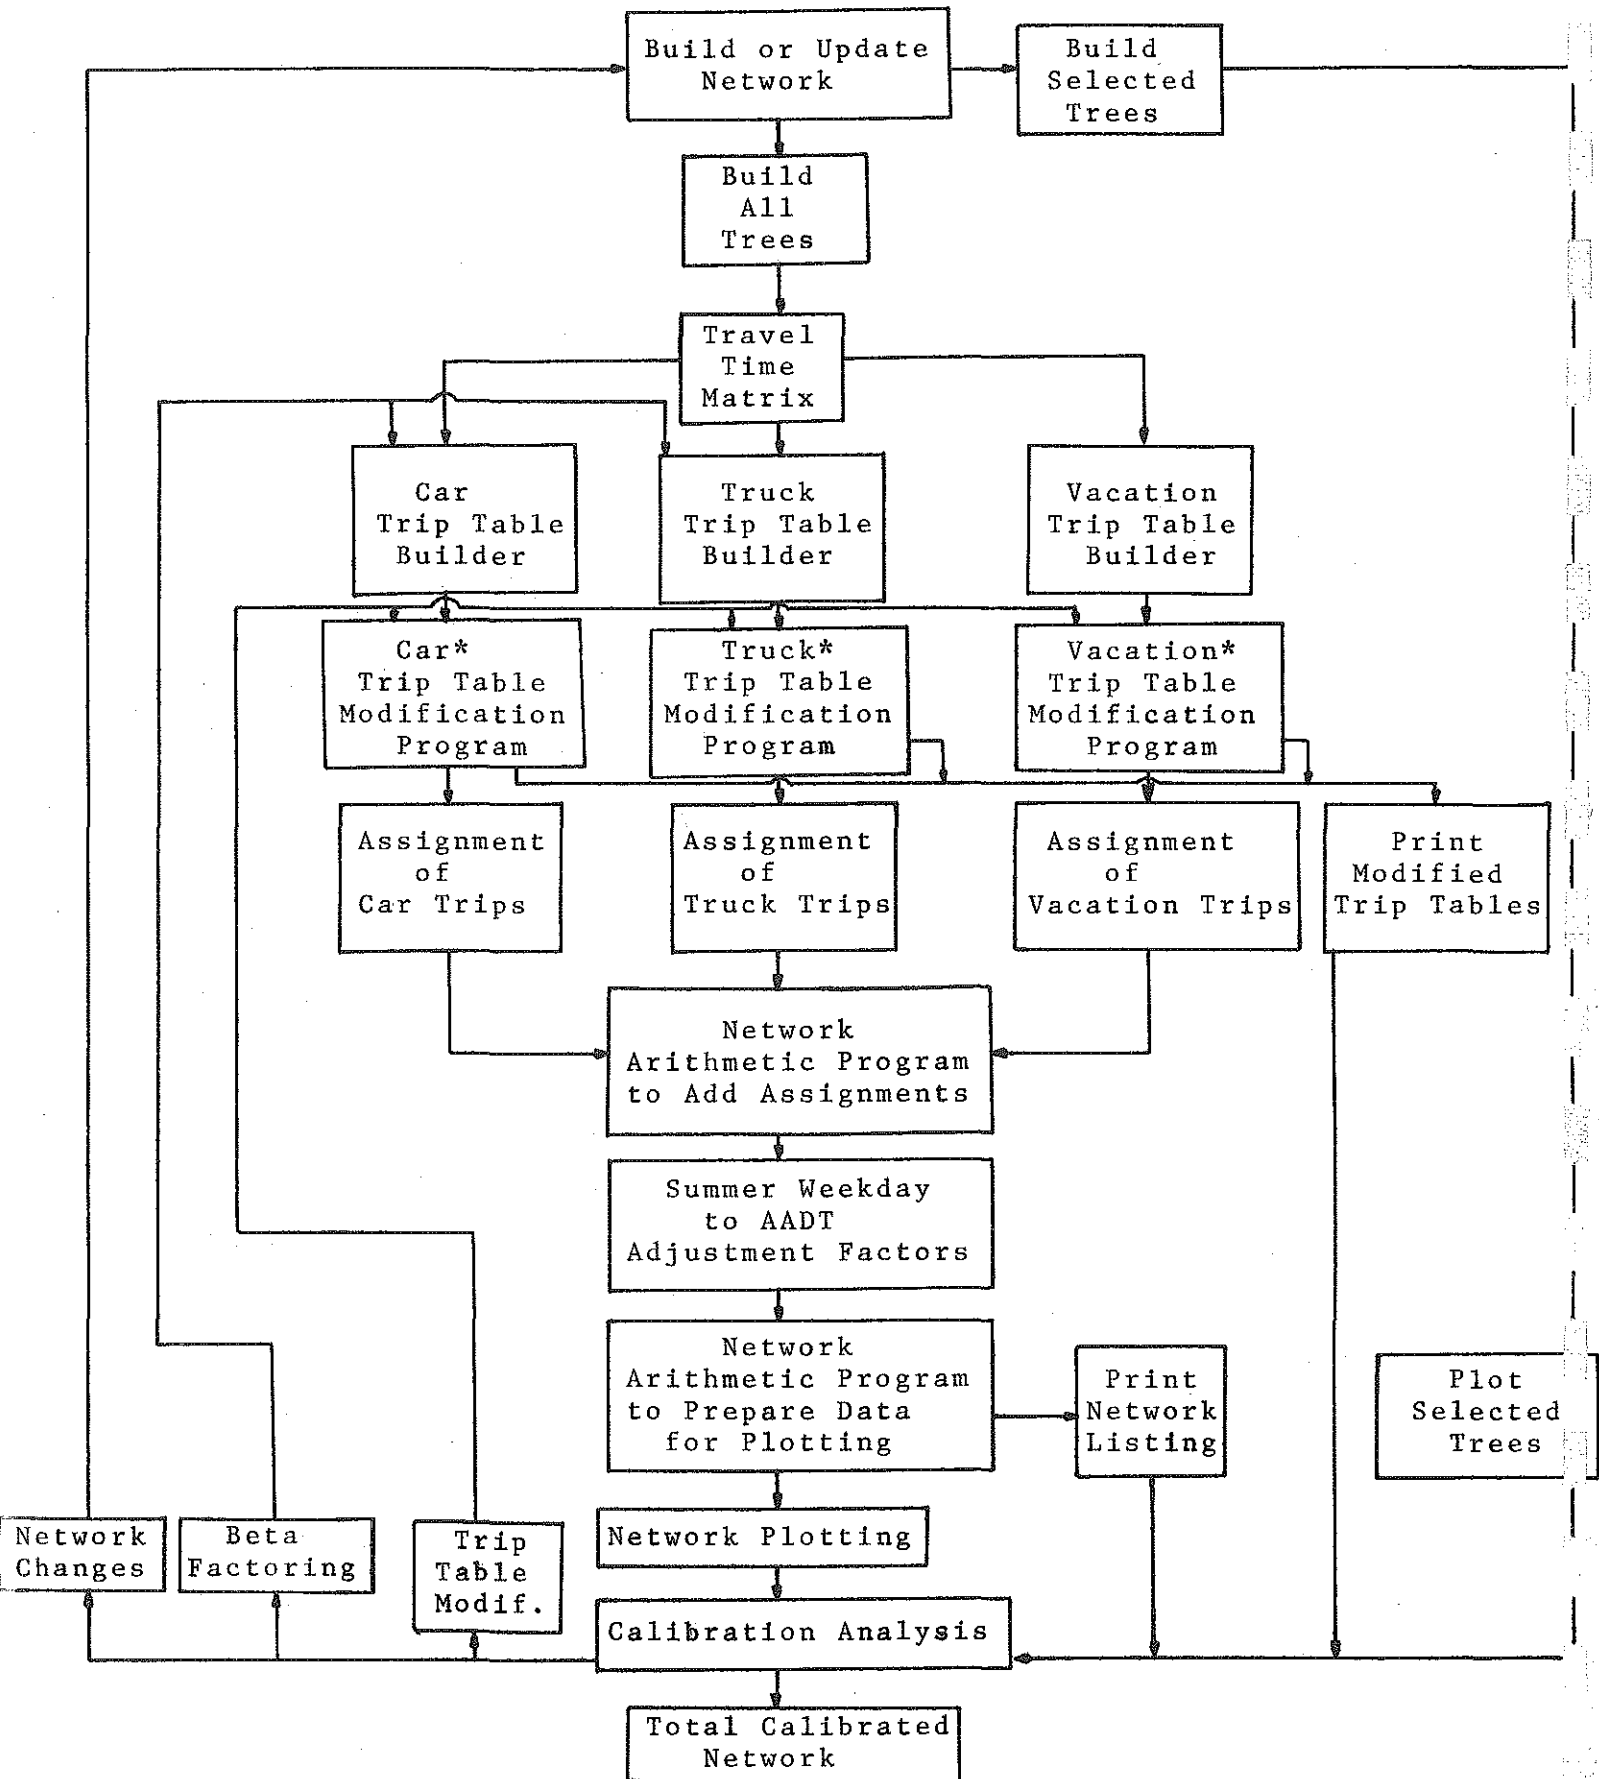 Build or Update
Network
Build
Selected
Trees
Build
All
Trees
Travel
Time
Matrix
Car
Trip Table
Builder
Truck
Trip Table
Builder
Vacation
Trip Table
Builder
Car*
Trip Table
Modification
Program
Truck*
Trip Table
Modification
Program
Vacation*
Trip Table
Modification
Program
Assignment
of
Car Trips
Assignment
of
Truck Trips
Assignment
of
Vacation Trips
Print
Modified
Trip Tables
Network
Arithmetic Program
to Add Assignments
Summer Weekday
to AADT
Adjustment Factors
Network
Arithmetic Program
to Prepare Data
for Plotting
Print
Network
Listing
Plot
Selected
Trees
Network
Changes
Beta
Factoring
Trip
Table
Modif.
Network Plotting
Calibration Analysis
Total Calibrated
Network